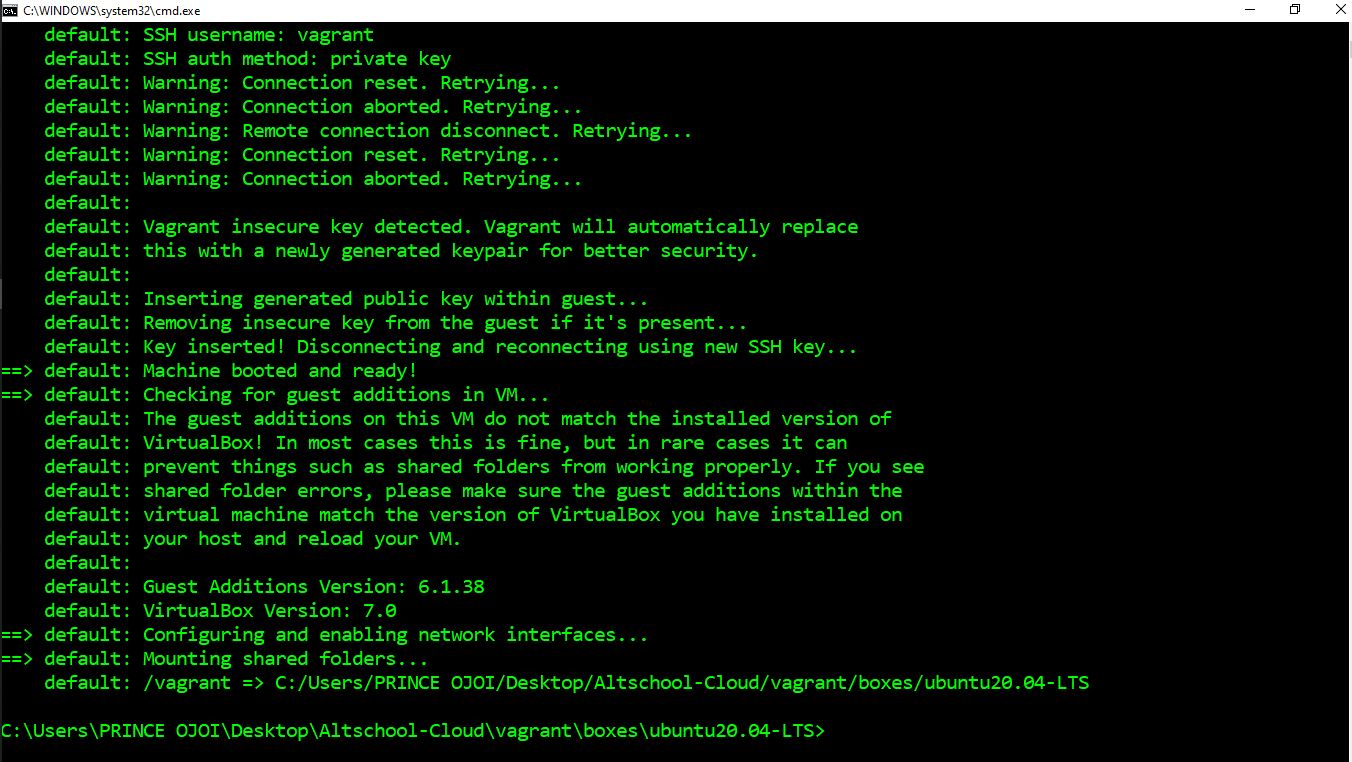 C:\WINDOWS\system32\cmd.exe
default: SSH username: vagrant
default: SSH auth method: private key
default: Warning: Connection reset. Retrying...
default: Warning: Connection aborted. Retrying...
default: Warning: Remote connection disconnect. Retrying...
default: Warning: Connection reset. Retrying...
default: Warning: Connection aborted. Retrying...
default:
default: Vagrant insecure key detected. Vagrant will automatically replace
default: this with a newly generated keypair for better security.
default:
default: Inserting generated public key within guest...
default: Removing insecure key from the guest if it's present...
default: Key inserted! Disconnecting and reconnecting using new SSH key...
==> default: Machine booted and ready!
==> default: Checking for guest additions in VM...
default: The guest additions on this VM do not match the installed version of
default: VirtualBox! In most cases this is fine, but in rare cases it can
default: prevent things such as shared folders from working properly. If you see
default: shared folder errors, please make sure the guest additions within the
default: virtual machine match the version of VirtualBox you have installed on
default: your host and reload your VM.
default:
default: Guest Additions Version: 6.1.38
default: VirtualBox Version: 7.0
==> default: Configuring and enabling network interfaces...
==> default: Mounting shared folders...
default: /vagrant => C:/Users/PRINCE OJOI/Desktop/Altschool-Cloud/vagrant/boxes/ubuntu20.04-LTS
C:\Users\PRINCE OJOI\Desktop\Altschool-Cloud\vagrant\boxes\ubuntu20.04-LTS>